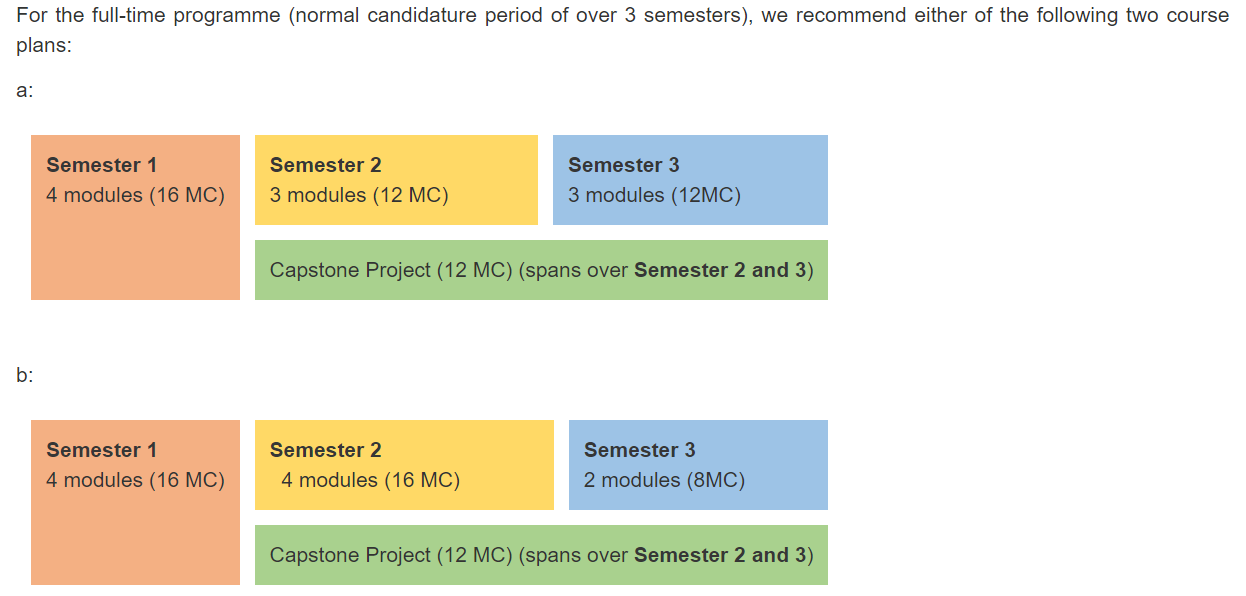 For the full-time programme (normal candidature period of over 3 semesters), we recommend either of the following two course
plans:
a:
Semester 1
4 modules (16 MC)
Semester 2
3 modules (12 MC)
Semester 3
3 modules (12MC)
Capstone Project (12 MC) (spans over Semester 2 and 3)
b:
Semester 1
4 modules (16 MC)
Semester 2
4 modules (16 MC)
Semester 3
2 modules (8MC)
Capstone Project (12 MC) (spans over Semester 2 and 3)